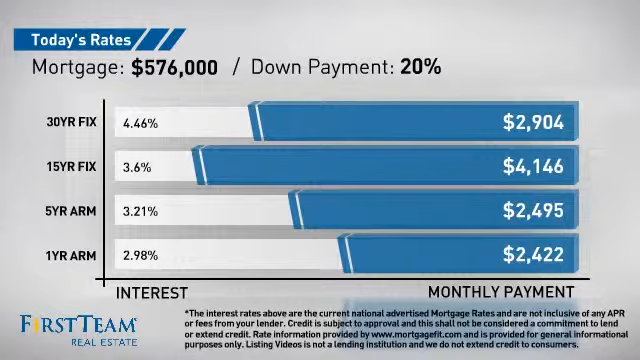 Today's Rates
Mortgage: $576,000 / Down Payment: 20%
30YR FIX 4.46% $2,904
15YR FIX 3.6% $4,146
5YR ARM 3.21% $2,495
1YR ARM 2.98% $2,422
INTEREST MONTHLY PAYMENT
FIRSTTEAM®
REAL ESTATE
*The interest rates above are the current national advertised Mortgage Rates and are not inclusive of any APR
or fees from your lender. Credit is subject to approval and this shall not be considered a commitment to lend
or extend credit. Rate information provided by www.mortgagefit.com and is provided for general informational
purposes only. Listing Videos is not a lending institution and we do not extend credit to consumers.